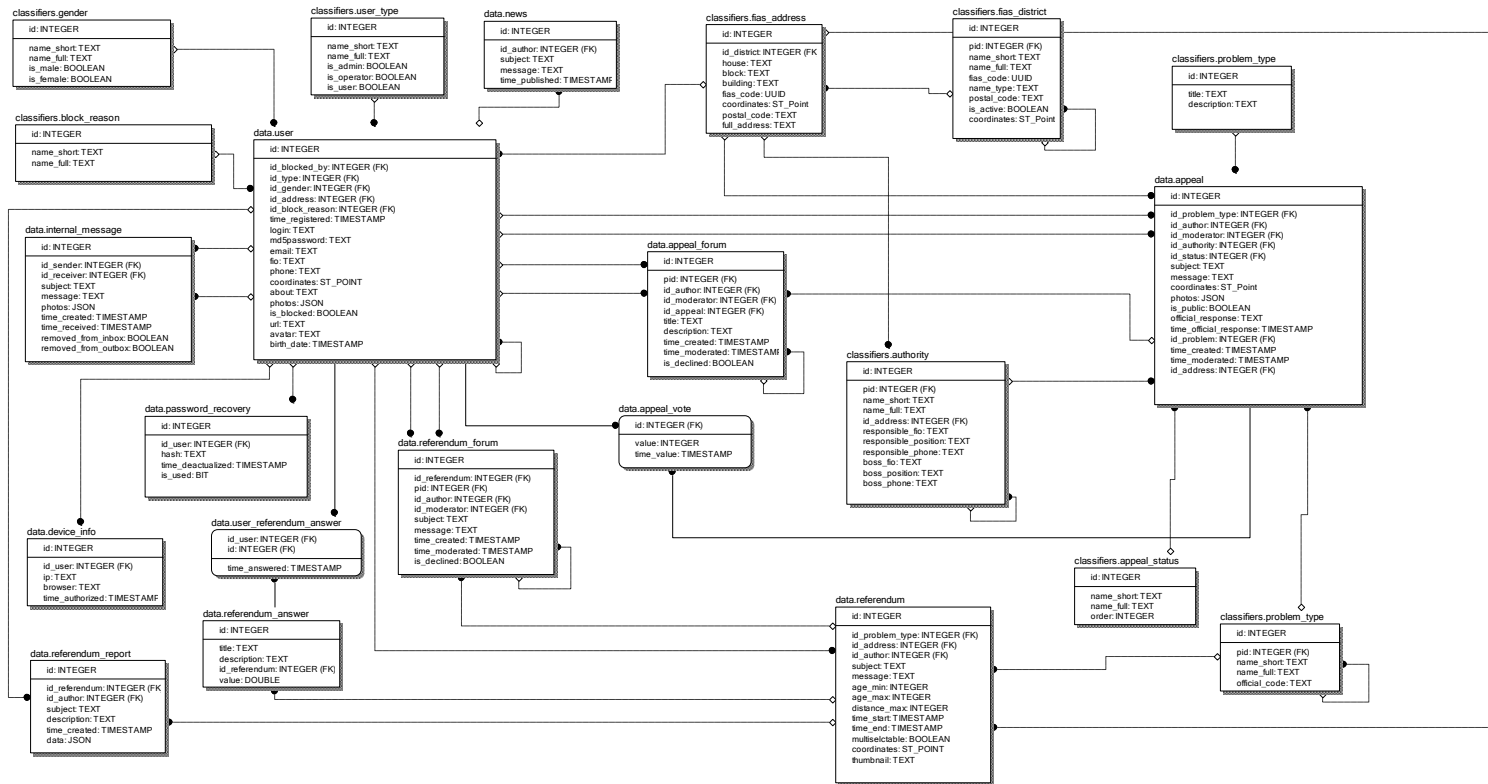 classifiers.gender
id: INTEGER
name_short: TEXT
name_full: TEXT
is_male: BOOLEAN
is_female: BOOLEAN
classifiers.user_type
id: INTEGER
name_short: TEXT
name_full: TEXT
is_admin: BOOLEAN
is_operator: BOOLEAN
is_user: BOOLEAN
data.news
id: INTEGER
id_author: INTEGER (FK)
subject: TEXT
message: TEXT
time_published: TIMESTAMP
classifiers.fias_address
id: INTEGER
id_district: INTEGER (FK
house: TEXT
block: TEXT
building: TEXT
fias_code: UUID
coordinates: ST_Point
postal_code: TEXT
full_address: TEXT
classifiers.fias_district
id: INTEGER
pid: INTEGER (FK)
name_short: TEXT
name_full: TEXT
fias_code: UUID
name_type: TEXT
postal_code: TEXT
is_active: BOOLEAN
coordinates: ST_Point
classifiers.problem_type
id: INTEGER
title: TEXT
description: TEXT
classifiers.block_reason
id: INTEGER
name_short: TEXT
name_full: TEXT
data.user
id: INTEGER
id_blocked_by: INTEGER (FK)
id_type: INTEGER (FK)
id_gender: INTEGER (FK)
id_address: INTEGER (FK)
id_block_reason: INTEGER (FK)
time_registered: TIMESTAMP
login: TEXT
md5password: TEXT
email: TEXT
fio: TEXT
phone: TEXT
coordinates: ST_POINT
about: TEXT
photos: JSON
is_blocked: BOOLEAN
url: TEXT
avatar: TEXT
birth_date: TIMESTAMP
data.appeal
id: INTEGER
id_problem_type: INTEGER (FK)
id_author: INTEGER (FK)
id_moderator: INTEGER (FK)
id_authority: INTEGER (FK)
id_status: INTEGER (FK)
subject: TEXT
message: TEXT
coordinates: ST_Point
photos: JSON
is_public: BOOLEAN
official_response: TEXT
time_official_response: TIMESTAMP
id_problem: INTEGER (FK)
time_created: TIMESTAMP
time_moderated: TIMESTAMP
id_address: INTEGER (FK)
data.internal_message
id: INTEGER
id_sender: INTEGER (FK)
id_receiver: INTEGER (FK)
subject: TEXT
message: TEXT
photos: JSON
time_created: TIMESTAMP
time_received: TIMESTAMP
removed_from_inbox: BOOLEAN
removed_from_outbox: BOOLEAN
data.appeal_forum
id: INTEGER
pid: INTEGER (FK)
id_author: INTEGER (FK)
id_moderator: INTEGER (FK)
id_appeal: INTEGER (FK)
title: TEXT
description: TEXT
time_created: TIMESTAMP
time_moderated: TIMESTAMP
is_declined: BOOLEAN
classifiers.authority
id: INTEGER
pid: INTEGER (FK)
name_short: TEXT
name_full: TEXT
id_address: INTEGER (FK)
responsible_fio: TEXT
responsible_position: TEXT
responsible_phone: TEXT
boss_fio: TEXT
boss_position: TEXT
boss_phone: TEXT
data.password_recovery
id: INTEGER
id_user: INTEGER (FK)
hash: TEXT
time_deactualized: TIMESTAMP
is_used: BIT
data.appeal_vote
id: INTEGER (FK)
value: INTEGER
time_value: TIMESTAMP
data.referendum_forum
id: INTEGER
id_referendum: INTEGER (FK)
pid: INTEGER (FK)
id_author: INTEGER (FK)
id_moderator: INTEGER (FK)
subject: TEXT
message: TEXT
time_created: TIMESTAMP
time_moderated: TIMESTAMP
is_declined: BOOLEAN
data.device_info
id: INTEGER
id_user: INTEGER (FK)
ip: TEXT
browser: TEXT
time_authorized: TIMESTAMP
data.user_referendum_answer
id_user: INTEGER (FK)
id: INTEGER (FK)
time_answered: TIMESTAMP
classifiers.appeal_status
id: INTEGER
name_short: TEXT
name_full: TEXT
order: INTEGER
data.referendum_answer
id: INTEGER
title: TEXT
description: TEXT
id_referendum: INTEGER (FK)
value: DOUBLE
data.referendum
id: INTEGER
id_problem_type: INTEGER (FK)
id_address: INTEGER (FK)
id_author: INTEGER (FK)
subject: TEXT
message: TEXT
age_min: INTEGER
age_max: INTEGER
distance_max: INTEGER
time_start: TIMESTAMP
time_end: TIMESTAMP
multiselctable: BOOLEAN
coordinates: ST_POINT
thumbnail: TEXT
classifiers.problem_type
id: INTEGER
pid: INTEGER (FK)
name_short: TEXT
name_full: TEXT
official_code: TEXT
data.referendum_report
id: INTEGER
id_referendum: INTEGER (FK
id_author: INTEGER (FK)
subject: TEXT
description: TEXT
time_created: TIMESTAMP
data: JSON